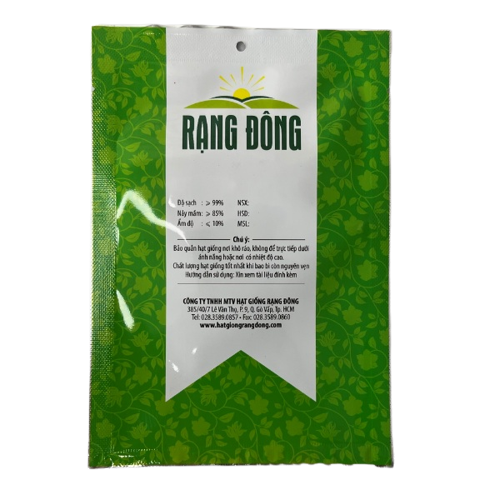 RẠNG ĐÔNG
Độ sạch : ⩾ 99% NSX:
Nảy mầm: ⩾ 85% HSD:
Ẩm độ : ⩽ 10% MSL:
Chú ý:
Bảo quản hạt giống nơi khô ráo, không để trực tiếp dưới
ánh nắng hoặc nơi có nhiệt độ cao.
Chất lượng hạt giống tốt nhất khi bao bì còn nguyên vẹn
Hướng dẫn sử dụng: Xin xem tài liệu đính kèm
CÔNG TY TNHH MTV HẠT GIỐNG RẠNG ĐÔNG
385/40/7 Lê Văn Thọ, P. 9, Q. Gò Vấp, Tp. HCM
Tel: 028.3589.0857 • Fax: 028.3589.0860
www.hatgiongrangdong.com